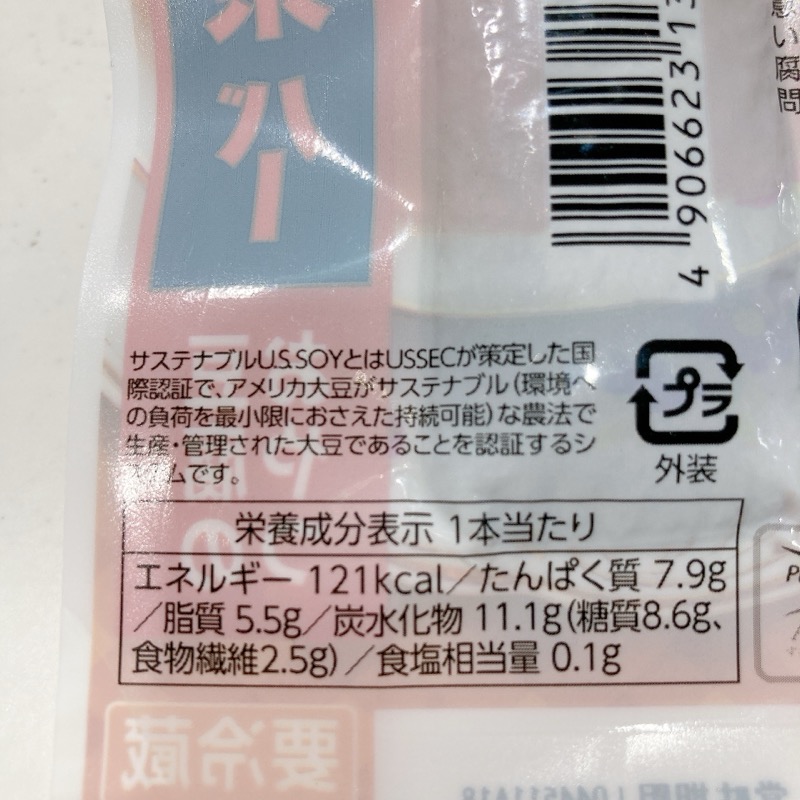 バー
4 906623 13
い
腐
問
サステナブルU.S.SOYとはUSSECが策定した国
際認証で、アメリカ大豆がサステナブル(環境へ
の負荷を最小限におさえた持続可能)な農法で
生産・管理された大豆であることを認証するシ
ムです。
プラ
外装
栄養成分表示 1本当たり
エネルギー 121kcal/たんぱく質 7.9g
/脂質 5.5g/炭水化物 11.1g(糖質8.6g、
食物繊維2.5g)/食塩相当量 0.1g
要冷蔵